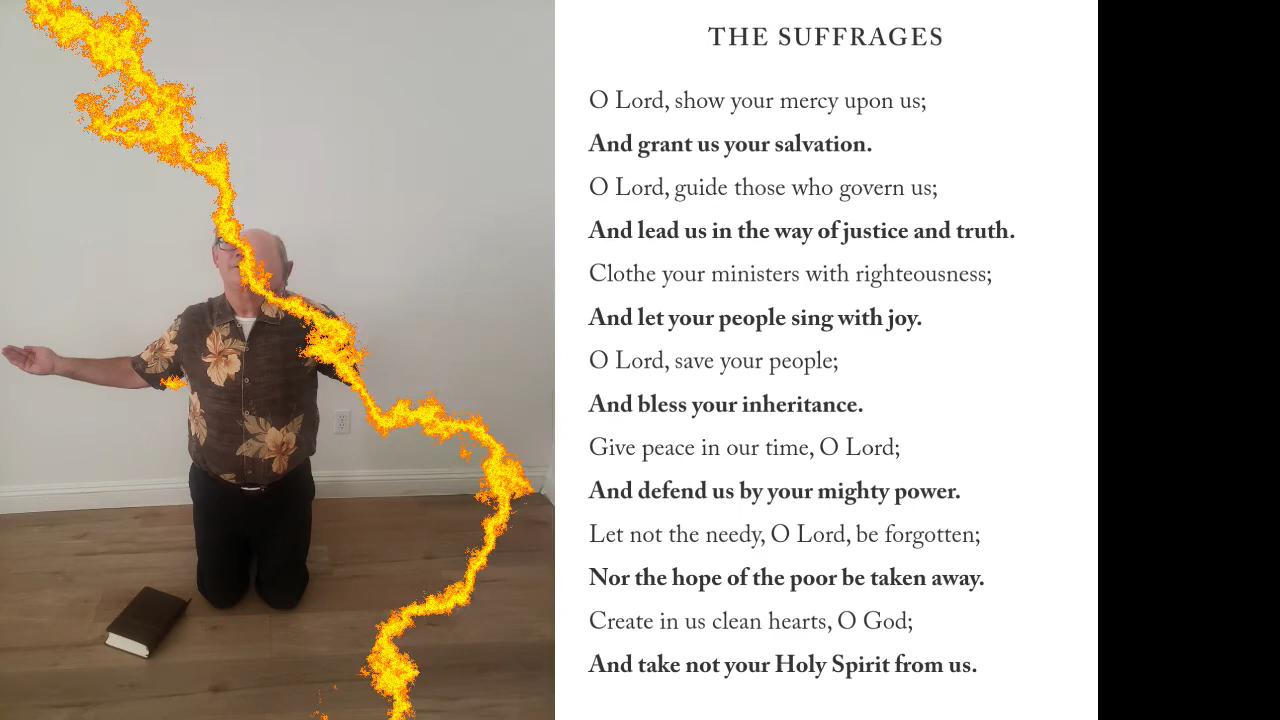 THE SUFFRAGES
O Lord, show your mercy upon us;
And grant us your salvation.
O Lord, guide those who govern us;
And lead us in the way of justice and truth.
Clothe your ministers with righteousness;
And let your people sing with joy.
O Lord, save your people;
And bless your inheritance.
Give peace in our time, O Lord;
And defend us by your mighty power.
Let not the needy, O Lord, be forgotten;
Nor the hope of the poor be taken away.
Create in us clean hearts, O God;
And take not your Holy Spirit from us.